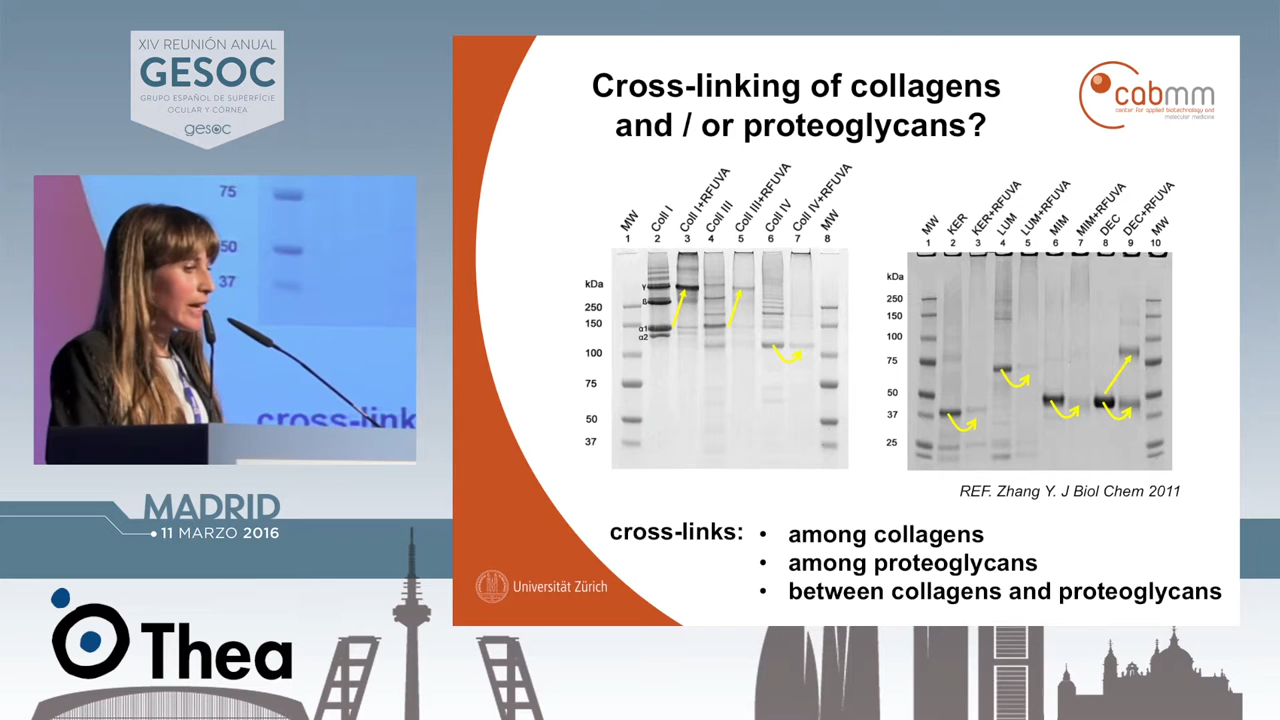 XIV REUNIÓN ANUAL
GESOC
GRUPO ESPAÑOL DE SUPERFÍCIE
OCULAR Y CÓRNEA
gesoc
75
50
37
cross-link
MADRID
11 MARZO 2016
Thea
Cross-linking of collagens
and / or proteoglycans?
cabmm
center for applied biotechnology and
molecular medicine
MW Coll I Coll I+RFUVA Coll III Coll III+RFUVA Coll IV Coll IV+RFUVA MW
1 2 3 4 5 6 7 8
kDa
γ
ß
250
150
α1
α2
100
75
50
37
MW KER KER+RFUVA LUM LUM+RFUVA MIM MIM+RFUVA DEC DEC+RFUVA MW
1 2 3 4 5 6 7 8 9 10
kDa
250
150
100
75
50
37
25
REF. Zhang Y. J Biol Chem 2011
cross-links: • among collagens
• among proteoglycans
• between collagens and proteoglycans
Universität Zürich